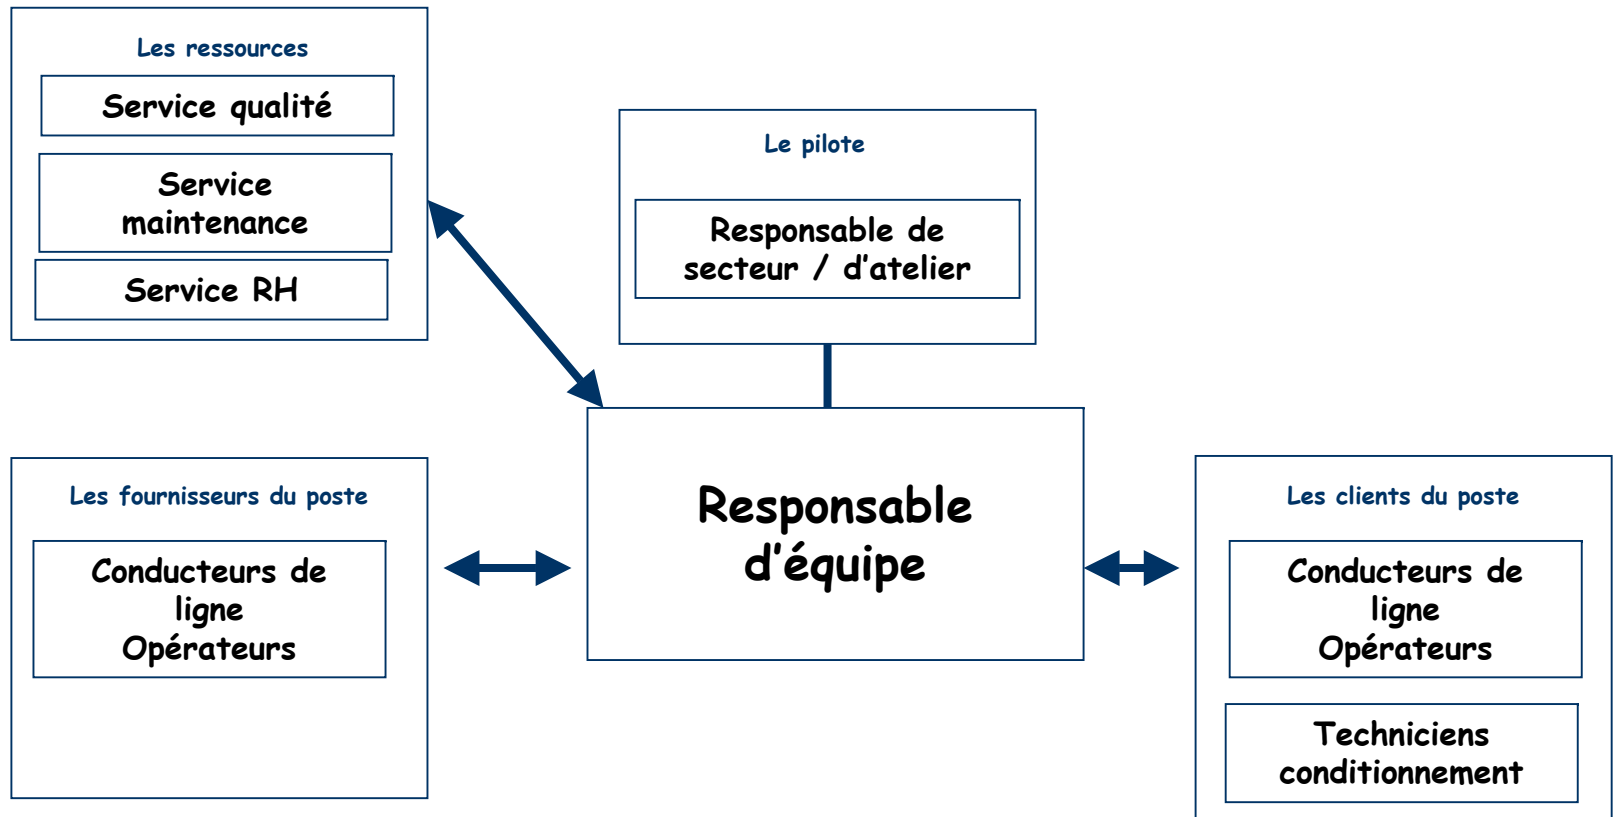 Les ressources
Service qualité
Service
maintenance
Service RH
Le pilote
Responsable de
secteur / d'atelier
Responsable
d'équipe
Les fournisseurs du poste
Conducteurs de
ligne
Opérateurs
Les clients du poste
Conducteurs de
ligne
Opérateurs
Techniciens
conditionnement